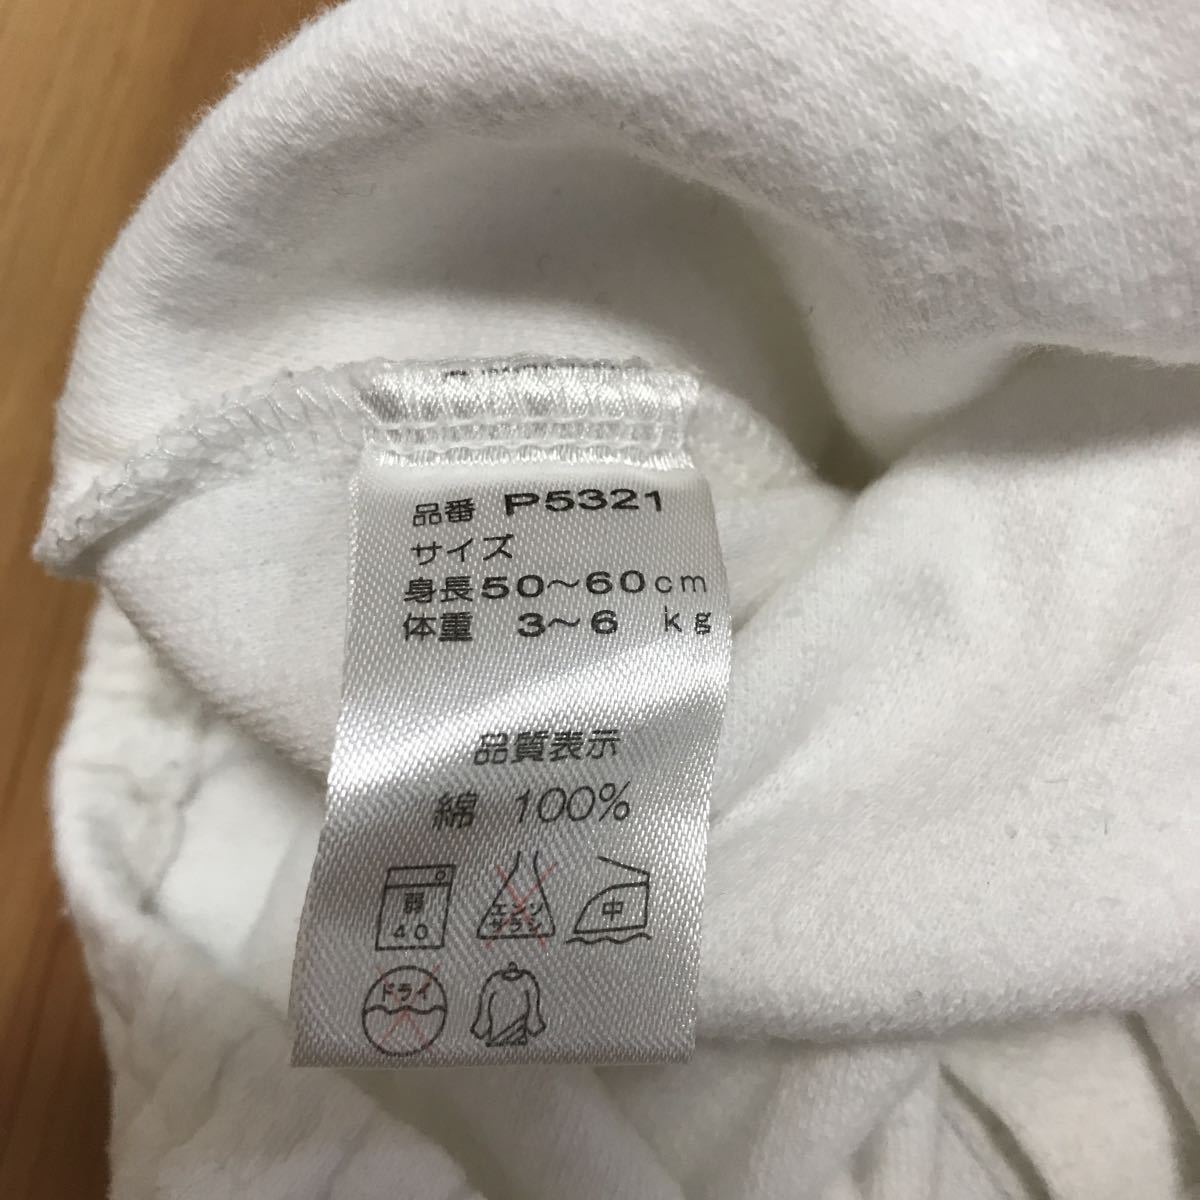 品番 P5321
サイズ
身長50〜60cm
体重 3〜6 kg
品質表示
綿 100%
弱
40
エンソ
サラシ
中
ドライ